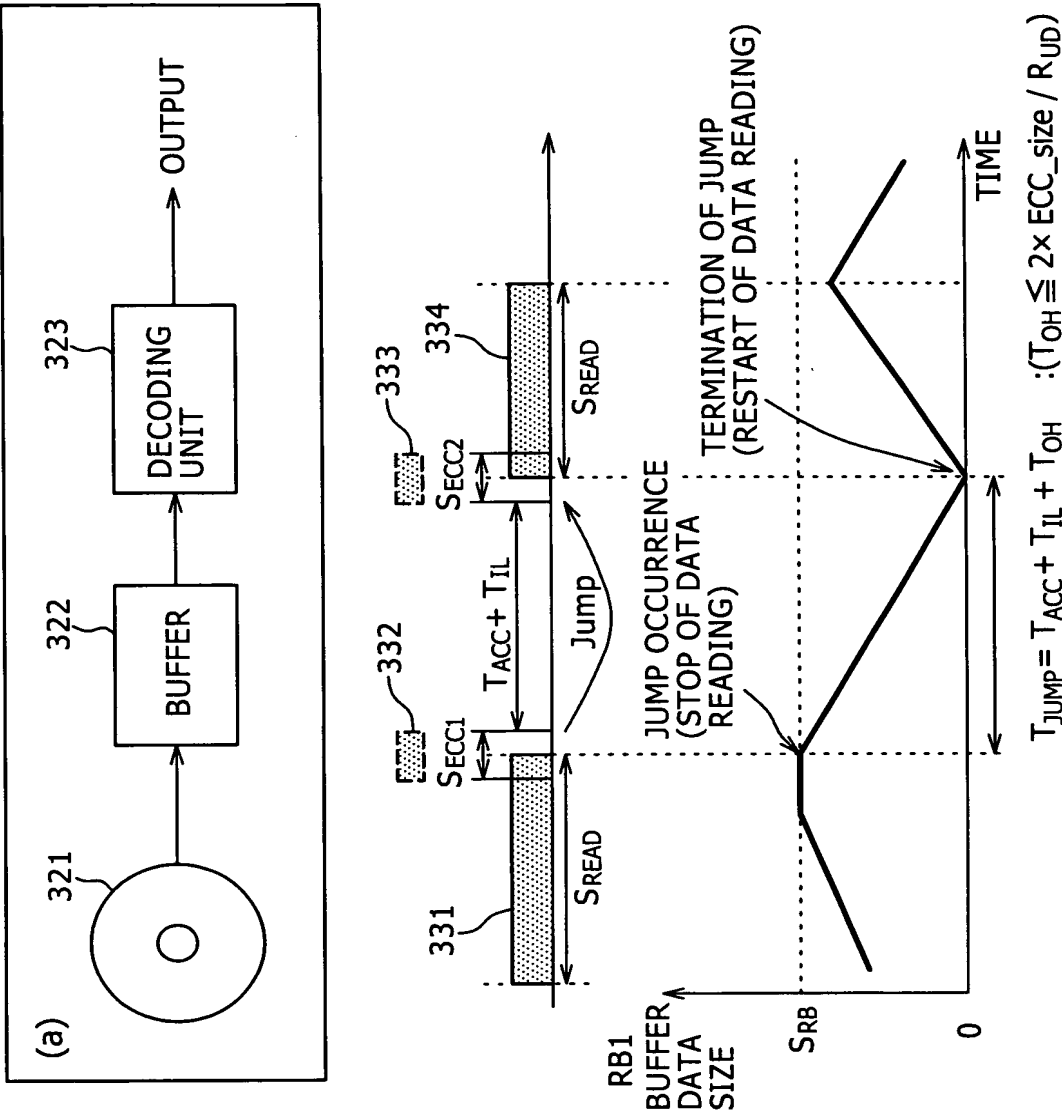 (a)
321
322
323
BUFFER
DECODING
UNIT
OUTPUT
331
332
333
334
SECC1
SECC2
TACC + TIL
SREAD
Jump
SREAD
JUMP OCCURRENCE
(STOP OF DATA
READING)
TERMINATION OF JUMP
(RESTART OF DATA READING)
RB1
BUFFER
DATA
SIZE
SRB
0
TIME
TJUMP = TACC + TIL + TOH :(TOH ≦ 2× ECC_size / RUD)